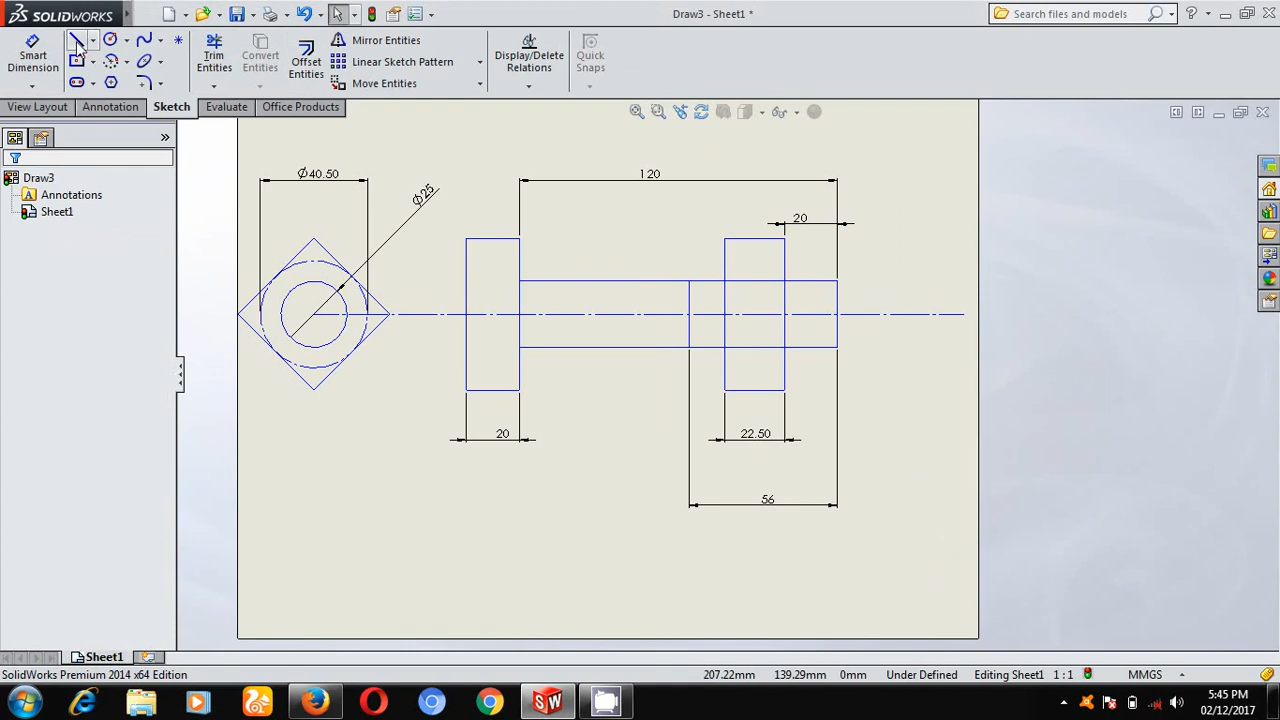 SOLIDWORKS
Draw3 - Sheet1 *
Search files and models
Smart Dimension
Trim Entities
Convert Entities
Offset Entities
Mirror Entities
Linear Sketch Pattern
Move Entities
Display/Delete Relations
Quick Snaps
View Layout
Annotation
Sketch
Evaluate
Office Products
Draw3
Annotations
Sheet1
Ø40.50
Ø25
120
20
20
22.50
56
Sheet1
SolidWorks Premium 2014 x64 Edition
207.22mm
139.29mm
0mm
Under Defined
Editing Sheet1
1 : 1
MMGS
5:45 PM
02/12/2017